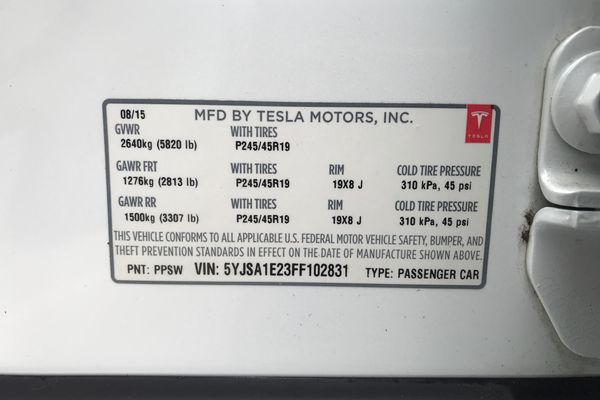 08/15 MFD BY TESLA MOTORS, INC.
TESLA
GVWR WITH TIRES
2640kg (5820 lb) P245/45R19
GAWR FRT WITH TIRES RIM COLD TIRE PRESSURE
1276kg (2813 lb) P245/45R19 19X8 J 310 kPa, 45 psi
GAWR RR WITH TIRES RIM COLD TIRE PRESSURE
1500kg (3307 lb) P245/45R19 19X8 J 310 kPa, 45 psi
THIS VEHICLE CONFORMS TO ALL APPLICABLE U.S. FEDERAL MOTOR VEHICLE SAFETY, BUMPER, AND
THEFT PREVENTION STANDARDS IN EFFECT ON THE DATE OF MANUFACTURE SHOWN ABOVE.
PNT: PPSW VIN: 5YJSA1E23FF102831 TYPE: PASSENGER CAR